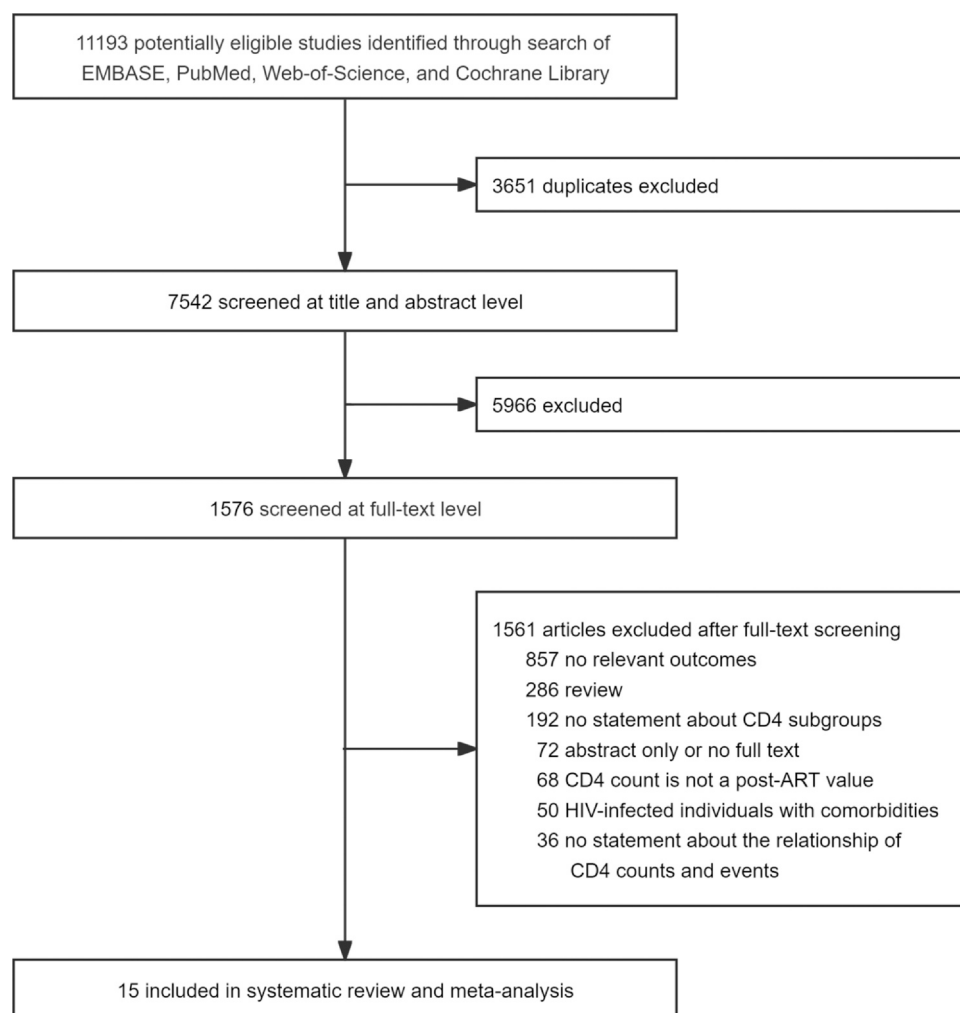 11193 potentially eligible studies identified through search of
EMBASE, PubMed, Web-of-Science, and Cochrane Library
3651 duplicates excluded
7542 screened at title and abstract level
5966 excluded
1576 screened at full-text level
1561 articles excluded after full-text screening
857 no relevant outcomes
286 review
192 no statement about CD4 subgroups
72 abstract only or no full text
68 CD4 count is not a post-ART value
50 HIV-infected individuals with comorbidities
36 no statement about the relationship of
CD4 counts and events
15 included in systematic review and meta-analysis